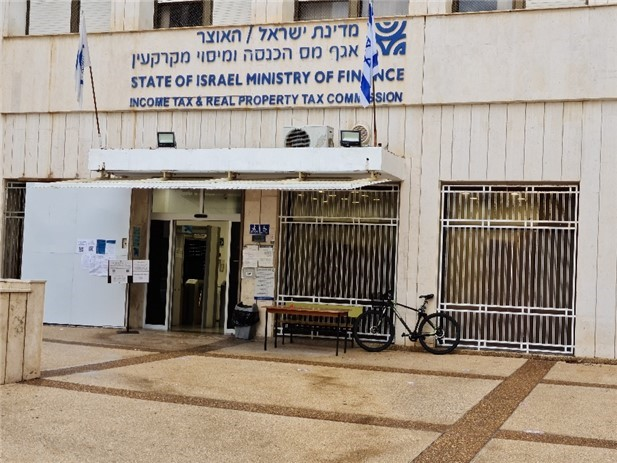 מדינת ישראל / האוצר
אגף מס הכנסה ומיסוי מקרקעין
STATE OF ISRAEL MINISTRY OF FINANCE
INCOME TAX & REAL PROPERTY TAX COMMISSION